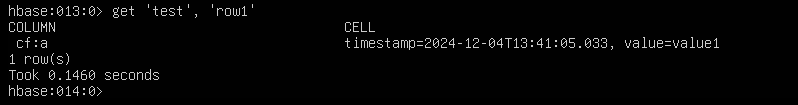 hbase:013:0> get 'test', 'row1'
COLUMN CELL
cf:a timestamp=2024-12-04T13:41:05.033, value=value1
1 row(s)
Took 0.1460 seconds
hbase:014:0>